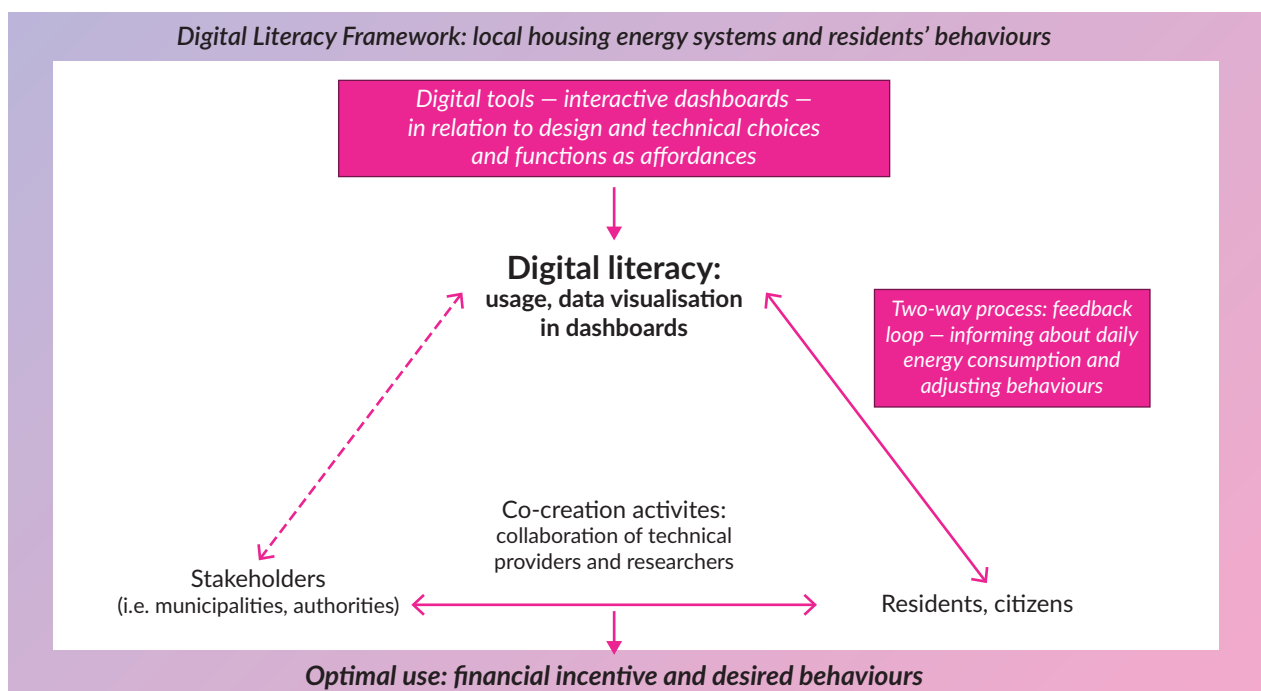 Digital Literacy Framework: local housing energy systems and residents’ behaviours
Digital tools — interactive dashboards —
in relation to design and technical choices
and functions as affordances
Digital literacy:
usage, data visualisation
in dashboards
Two-way process: feedback
loop — informing about daily
energy consumption and
adjusting behaviours
Co-creation activites:
collaboration of technical
providers and researchers
Stakeholders
(i.e. municipalities, authorities)
Residents, citizens
Optimal use: financial incentive and desired behaviours